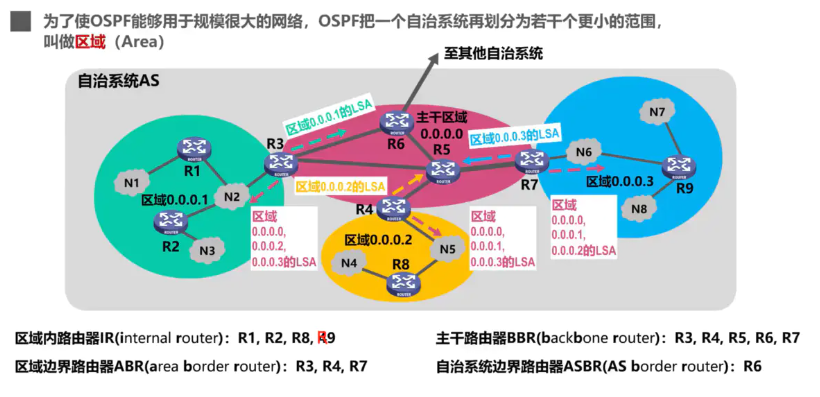 为了使OSPF能够用于规模很大的网络，OSPF把一个自治系统再划分为若干个更小的范围，
叫做区域（Area）
至其他自治系统
自治系统AS
区域0.0.0.1的LSA
主干区域
0.0.0.0
区域0.0.0.3的LSA
N7
R3
R6
R5
R1
N1
N2
区域0.0.0.1
区域0.0.0.2的LSA
R7
N6
区域0.0.0.3
R9
R4
R2
N3
区域
0.0.0.0,
0.0.0.2,
0.0.0.3的LSA
区域0.0.0.2
N4
R8
N5
区域
0.0.0.0,
0.0.0.1,
0.0.0.3的LSA
区域
0.0.0.0,
0.0.0.1,
0.0.0.2的LSA
N8
ROUTER
ROUTER
ROUTER
ROUTER
ROUTER
ROUTER
ROUTER
ROUTER
ROUTER
区域内路由器IR(internal router)：R1, R2, R8, R9
主干路由器BBR(backbone router)：R3, R4, R5, R6, R7
区域边界路由器ABR(area border router)：R3, R4, R7
自治系统边界路由器ASBR(AS border router)：R6